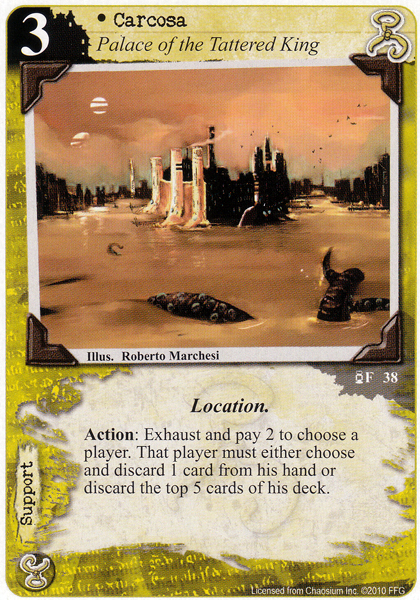 3
• Carcosa
Palace of the Tattered King
Illus. Roberto Marchesi
F 38
Location.
Action: Exhaust and pay 2 to choose a
player. That player must either choose
and discard 1 card from his hand or
discard the top 5 cards of his deck.
Support
Licensed from Chaosium Inc. ©2010 FFG